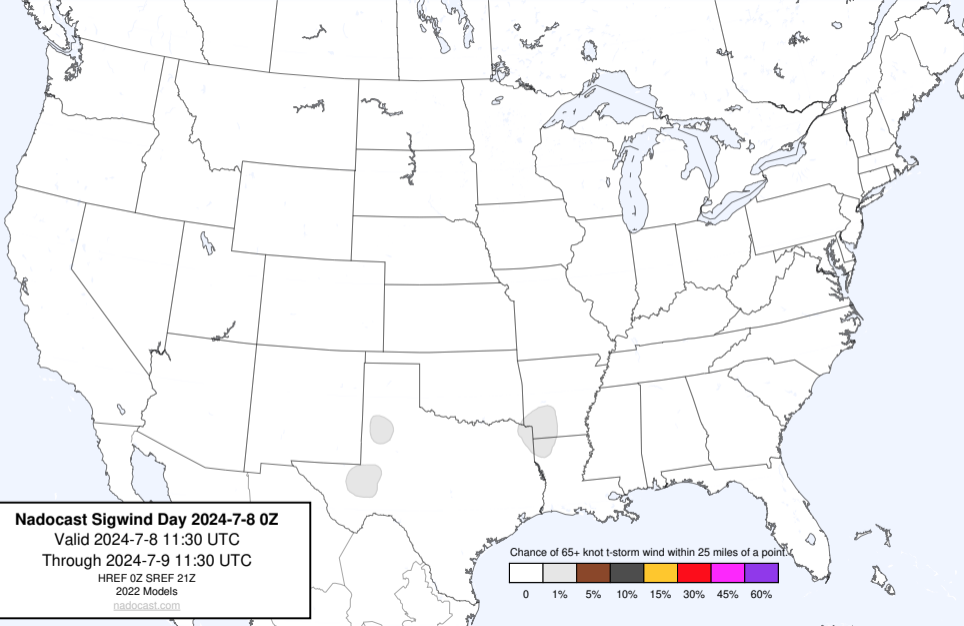 Nadocast Sigwind Day 2024-7-8 0Z
Valid 2024-7-8 11:30 UTC
Through 2024-7-9 11:30 UTC
HREF 0Z SREF 21Z
2022 Models
nadocast.com
Chance of 65+ knot t-storm wind within 25 miles of a point.
0 1% 5% 10% 15% 30% 45% 60%